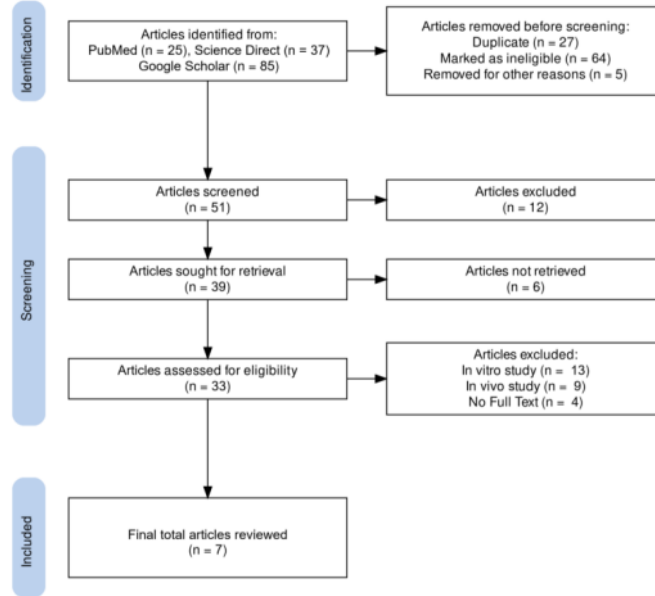 Identification
Articles identified from:
PubMed (n = 25), Science Direct (n = 37)
Google Scholar (n = 85)
Articles removed before screening:
Duplicate (n = 27)
Marked as ineligible (n = 64)
Removed for other reasons (n = 5)
Screening
Articles screened
(n = 51)
Articles excluded
(n = 12)
Articles sought for retrieval
(n = 39)
Articles not retrieved
(n = 6)
Articles assessed for eligibility
(n = 33)
Articles excluded:
In vitro study (n = 13)
In vivo study (n = 9)
No Full Text (n = 4)
Included
Final total articles reviewed
(n = 7)